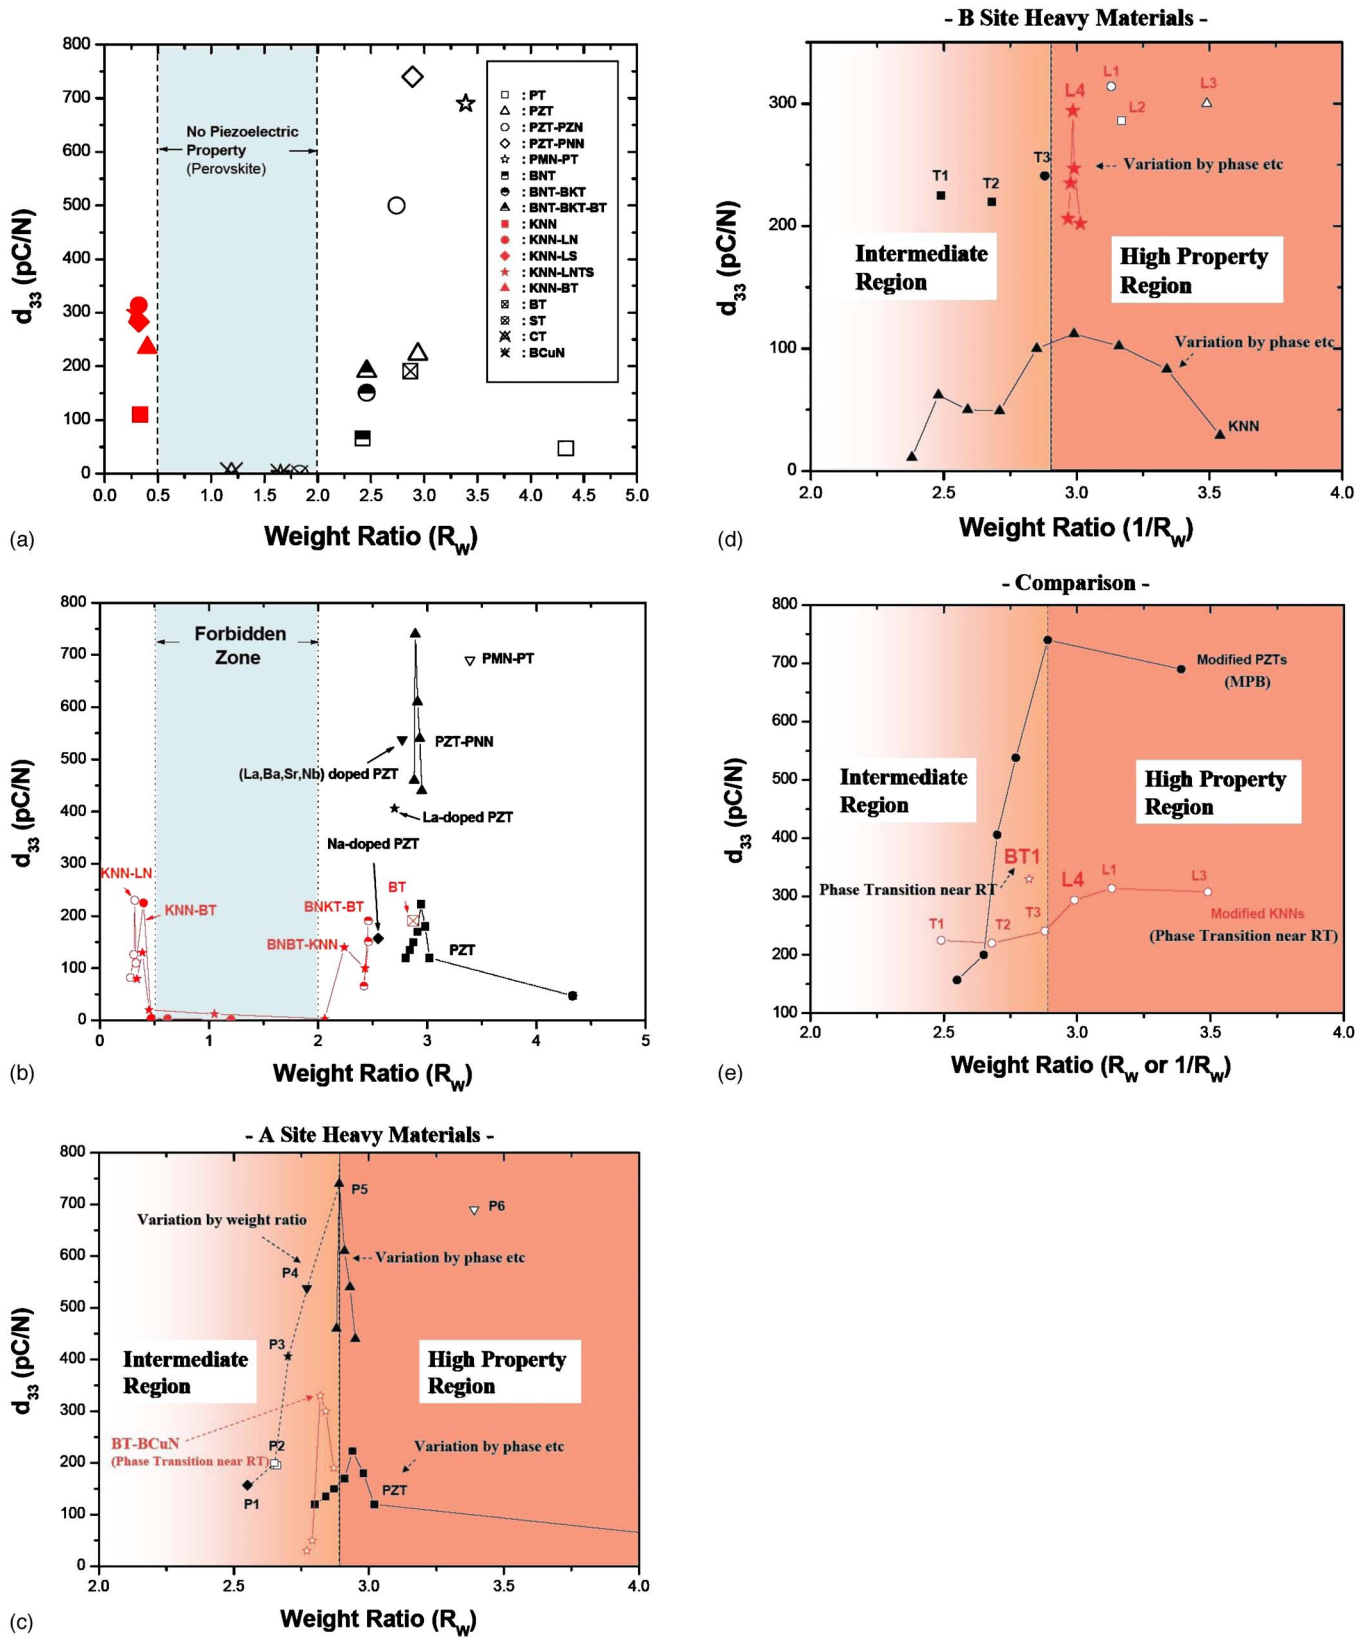 800
700
600
500
400
300
200
100
0
d33 (pC/N)
No Piezoelectric
Property
(Perovskite)
: PT
: PZT
: PZT-PZN
: PZT-PNN
: PMN-PT
: BNT
: BNT-BKT
: BNT-BKT-BT
: KNN
: KNN-LN
: KNN-LS
: KNN-LNTS
: KNN-BT
: BT
: ST
: CT
: BCuN
0.0 0.5 1.0 1.5 2.0 2.5 3.0 3.5 4.0 4.5 5.0
Weight Ratio (RW)
(a)
800
700
600
500
400
300
200
100
0
d33 (pC/N)
Forbidden
Zone
PMN-PT
PZT-PNN
(La,Ba,Sr,Nb) doped PZT
La-doped PZT
Na-doped PZT
KNN-LN
KNN-BT
BNKT-BT
BT
BNBT-KNN
PZT
0 1 2 3 4 5
Weight Ratio (RW)
(b)
- A Site Heavy Materials -
800
700
600
500
400
300
200
100
0
d33 (pC/N)
P5
P6
Variation by weight ratio
P4
Variation by phase etc
P3
Intermediate
Region
High Property
Region
BT-BCuN
(Phase Transition near RT)
P2
P1
Variation by phase etc
PZT
2.0 2.5 3.0 3.5 4.0
Weight Ratio (RW)
(c)
- B Site Heavy Materials -
300
200
100
0
d33 (pC/N)
L1
L4
L3
L2
T3
Variation by phase etc
T1
T2
Intermediate
Region
High Property
Region
Variation by phase etc
KNN
2.0 2.5 3.0 3.5 4.0
Weight Ratio (1/RW)
(d)
- Comparison -
800
700
600
500
400
300
200
100
d33 (pC/N)
Modified PZTs
(MPB)
Intermediate
Region
High Property
Region
BT1
Phase Transition near RT
L4
L1
L3
T1
T2
T3
Modified KNNs
(Phase Transition near RT)
2.0 2.5 3.0 3.5 4.0
Weight Ratio (RW or 1/RW)
(e)